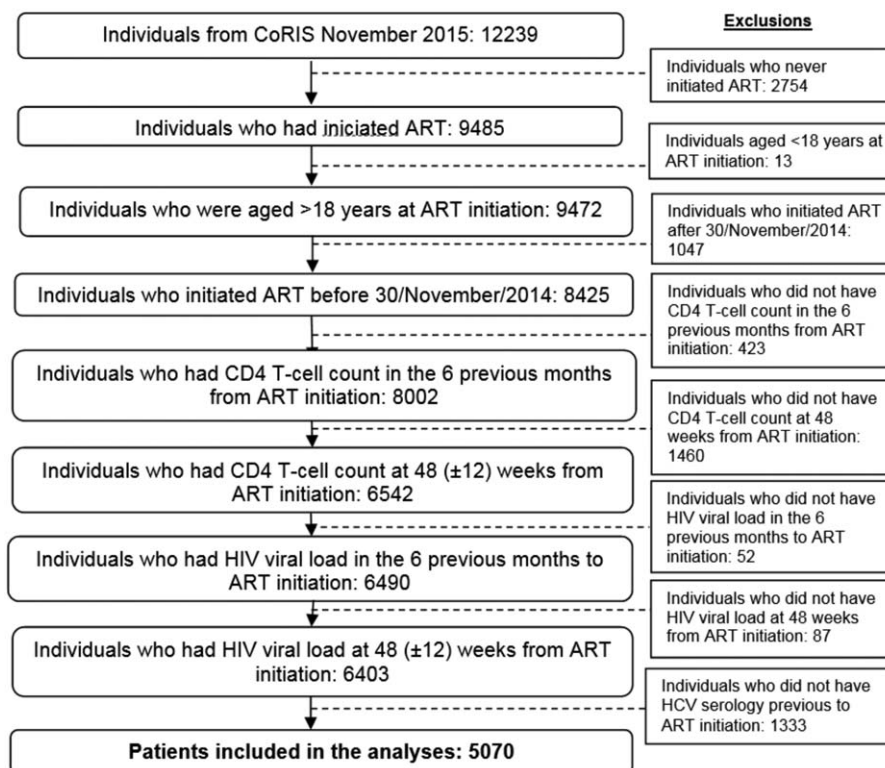 Individuals from CoRIS November 2015: 12239
Exclusions
Individuals who never
initiated ART: 2754
Individuals who had iniciated ART: 9485
Individuals aged <18 years at
ART initiation: 13
Individuals who were aged >18 years at ART initiation: 9472
Individuals who initiated ART
after 30/November/2014:
1047
Individuals who initiated ART before 30/November/2014: 8425
Individuals who did not have
CD4 T-cell count in the 6
previous months from ART
initiation: 423
Individuals who had CD4 T-cell count in the 6 previous months
from ART initiation: 8002
Individuals who did not have
CD4 T-cell count at 48
weeks from ART initiation:
1460
Individuals who had CD4 T-cell count at 48 (±12) weeks from
ART initiation: 6542
Individuals who did not have
HIV viral load in the 6
previous months to ART
initiation: 52
Individuals who had HIV viral load in the 6 previous months to
ART initiation: 6490
Individuals who did not have
HIV viral load at 48 weeks
from ART initiation: 87
Individuals who had HIV viral load at 48 (±12) weeks from ART
initiation: 6403
Individuals who did not have
HCV serology previous to
ART initiation: 1333
Patients included in the analyses: 5070